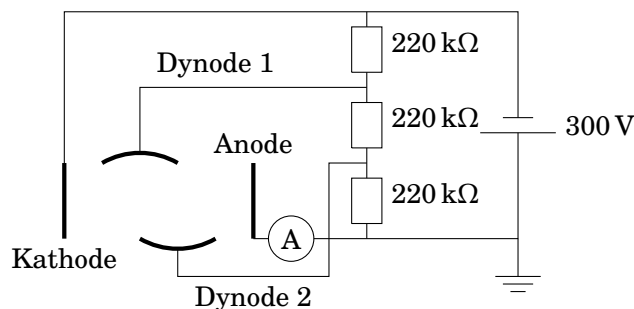 220 kΩ
Dynode 1
220 kΩ
300 V
Anode
220 kΩ
A
Kathode
Dynode 2